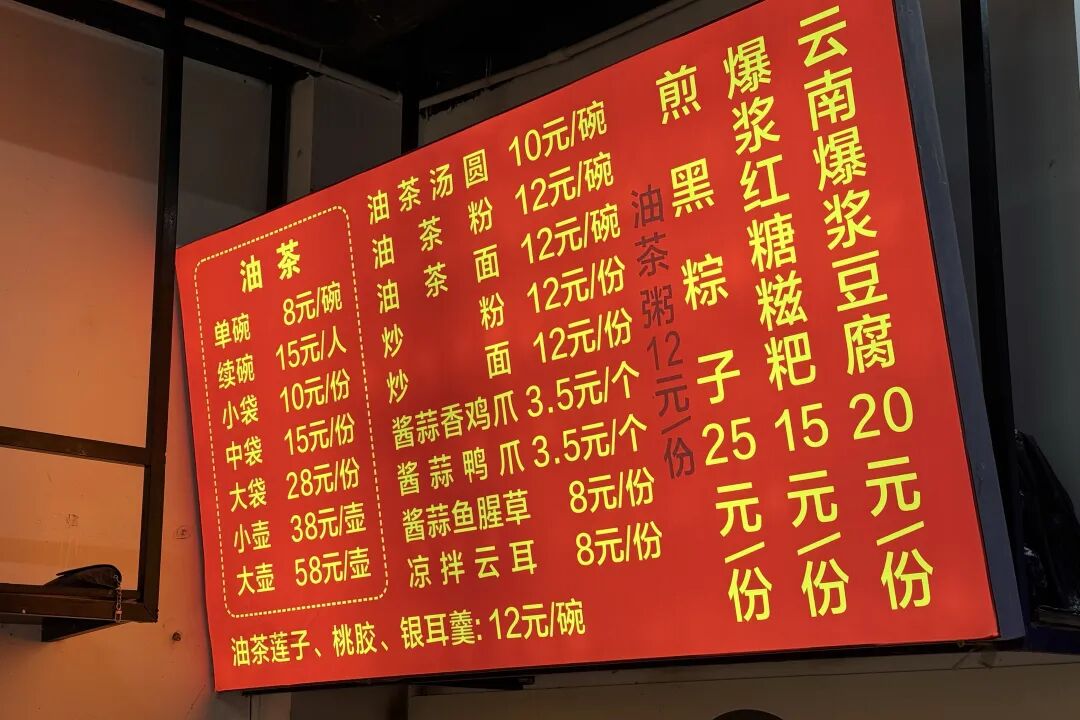 油茶
单碗 8元/碗
续碗 15元/人
小袋 10元/份
中袋 15元/份
大袋 28元/份
小壶 38元/壶
大壶 58元/壶
油茶汤圆 10元/碗
油茶粉 12元/碗
油茶面 12元/碗
炒粉 12元/份
炒面 12元/份
酱蒜香鸡爪 3.5元/个
酱蒜鸭爪 3.5元/个
酱蒜鱼腥草 8元/份
凉拌云耳 8元/份
油茶莲子、桃胶、银耳羹:12元/碗
油茶粥12元/份
煎黑粽子25元/份
爆浆红糖糍粑15元/份
云南爆浆豆腐20元/份